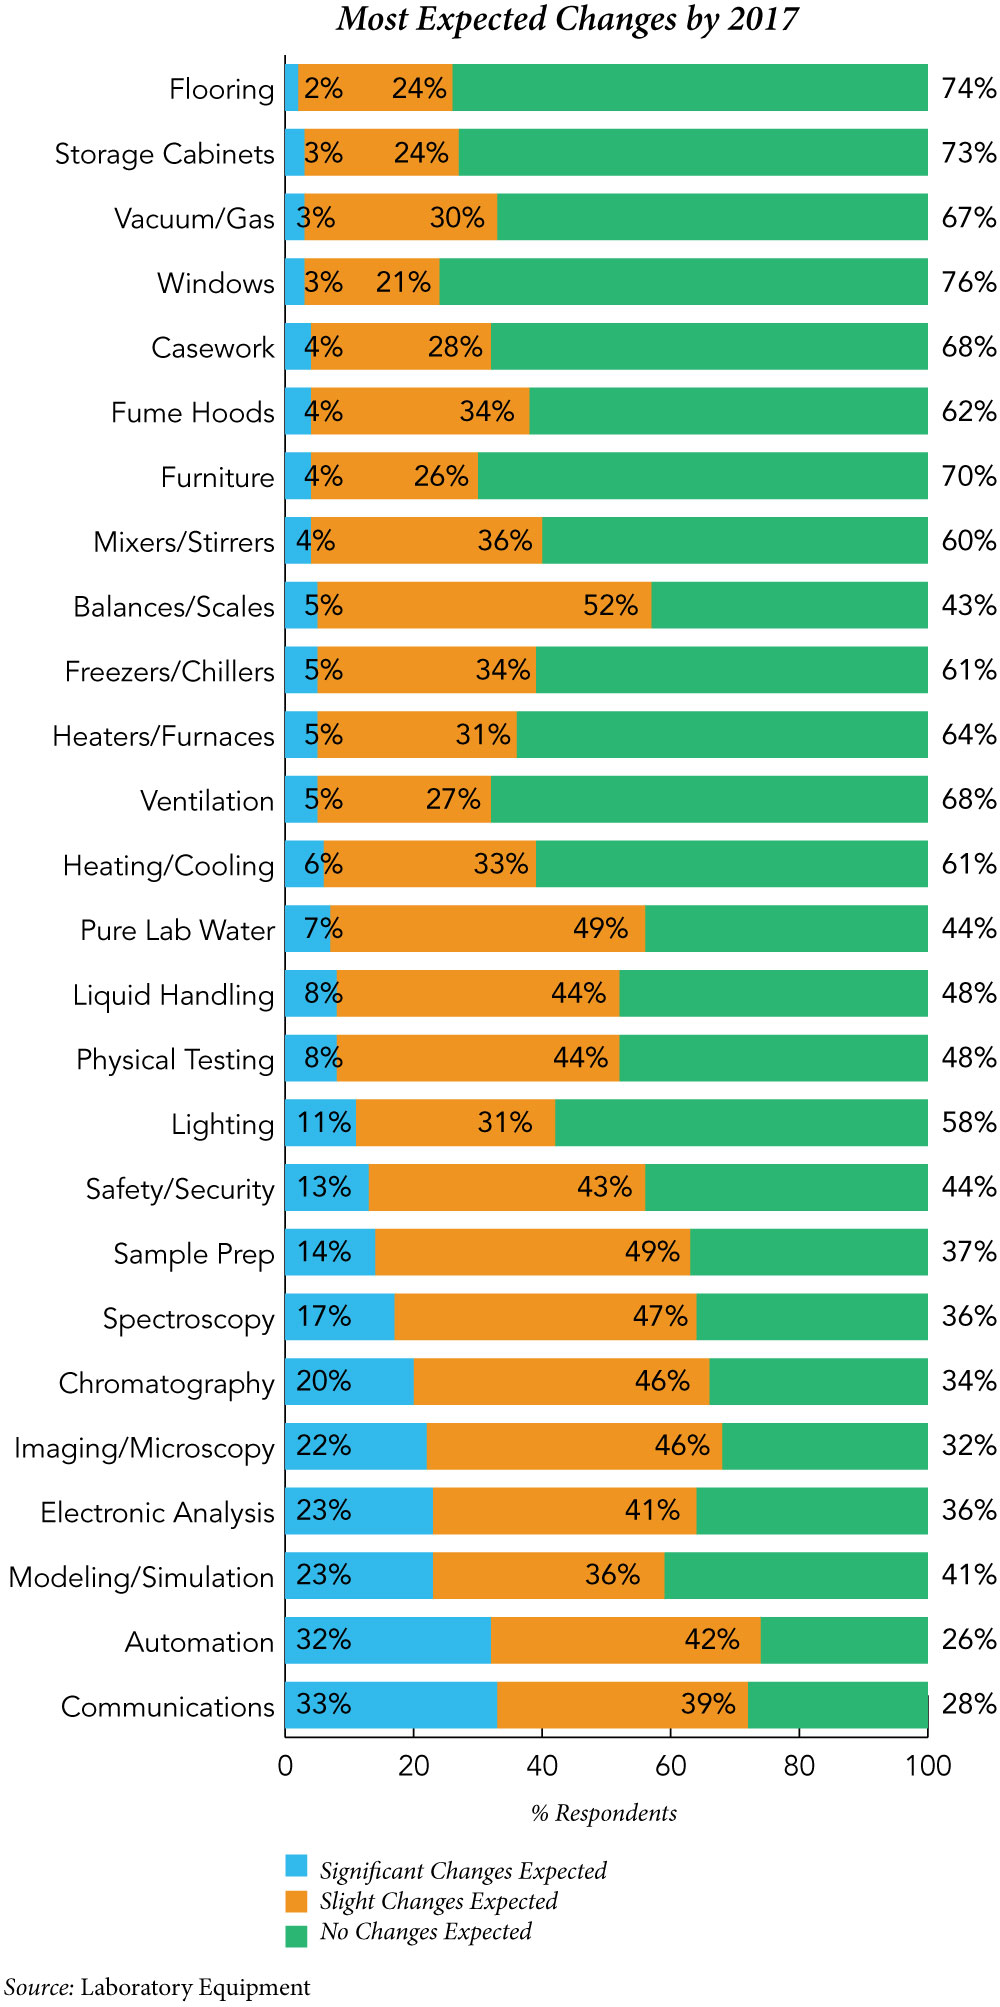 Most Expected Changes by 2017
Flooring 2% 24% 74%
Storage Cabinets 3% 24% 73%
Vacuum/Gas 3% 30% 67%
Windows 3% 21% 76%
Casework 4% 28% 68%
Fume Hoods 4% 34% 62%
Furniture 4% 26% 70%
Mixers/Stirrers 4% 36% 60%
Balances/Scales 5% 52% 43%
Freezers/Chillers 5% 34% 61%
Heaters/Furnaces 5% 31% 64%
Ventilation 5% 27% 68%
Heating/Cooling 6% 33% 61%
Pure Lab Water 7% 49% 44%
Liquid Handling 8% 44% 48%
Physical Testing 8% 44% 48%
Lighting 11% 31% 58%
Safety/Security 13% 43% 44%
Sample Prep 14% 49% 37%
Spectroscopy 17% 47% 36%
Chromatography 20% 46% 34%
Imaging/Microscopy 22% 46% 32%
Electronic Analysis 23% 41% 36%
Modeling/Simulation 23% 36% 41%
Automation 32% 42% 26%
Communications 33% 39% 28%
0 20 40 60 80 100
% Respondents
Significant Changes Expected
Slight Changes Expected
No Changes Expected
Source: Laboratory Equipment